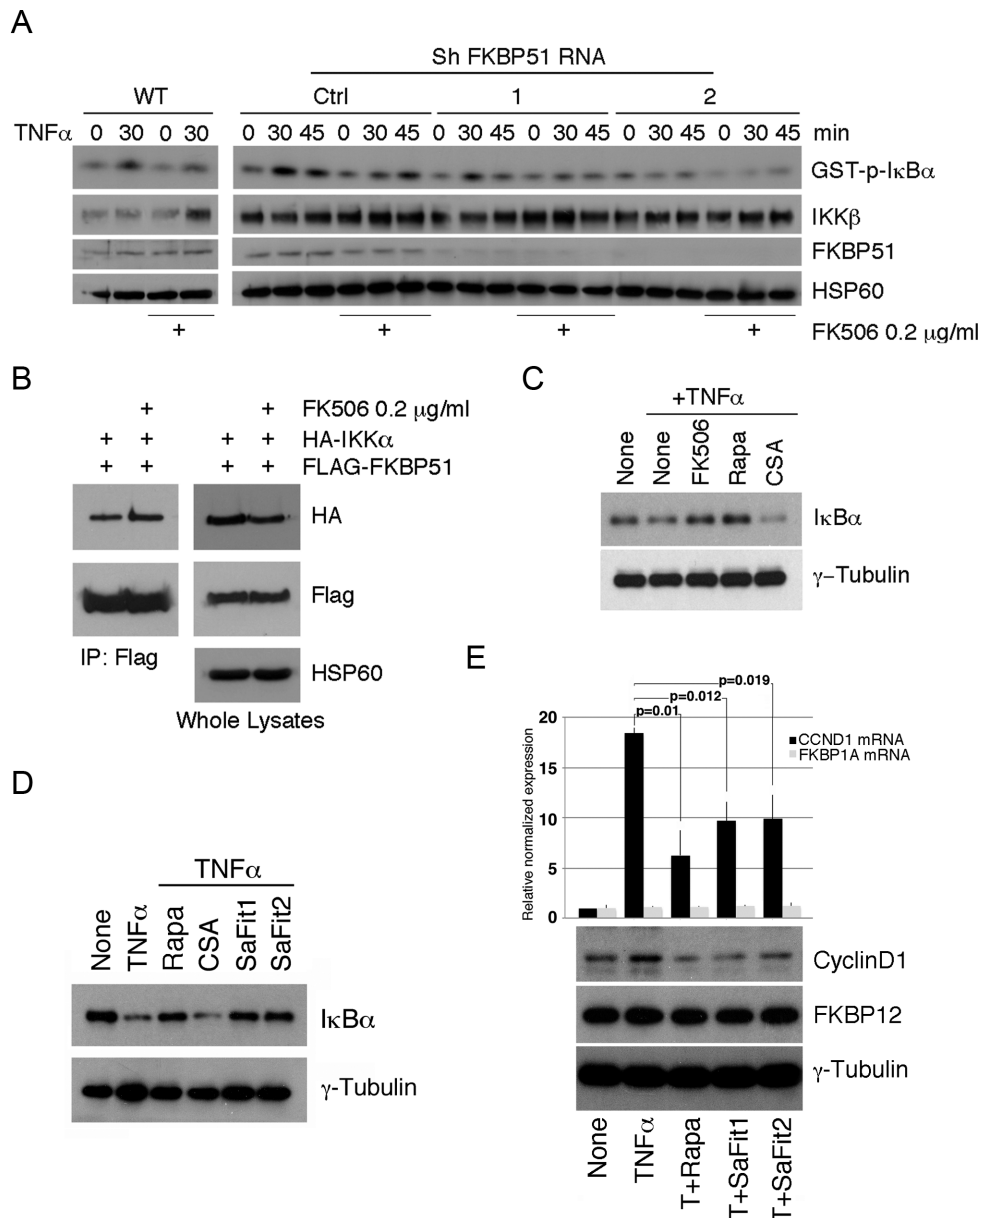 A
Sh FKBP51 RNA
WT Ctrl 1 2
TNFα 0 30 0 30 0 30 45 0 30 45 0 30 45 0 30 45 0 30 45 0 30 45 min
GST-p-IκBα
IKKβ
FKBP51
HSP60
+ + + + FK506 0.2 μg/ml
B
+ + FK506 0.2 μg/ml
+ + + + HA-IKKα
+ + + + FLAG-FKBP51
HA
Flag
IP: Flag
HSP60
Whole Lysates
C
+TNFα
None None FK506 Rapa CSA
IκBα
γ–Tubulin
D
TNFα
None TNFα Rapa CSA SaFit1 SaFit2
IκBα
γ-Tubulin
E
p=0.019
p=0.012
p=0.01
Relative normalized expression
20
15
10
5
0
CCND1 mRNA
FKBP1A mRNA
CyclinD1
FKBP12
γ-Tubulin
None TNFα T+Rapa T+SaFit1 T+SaFit2